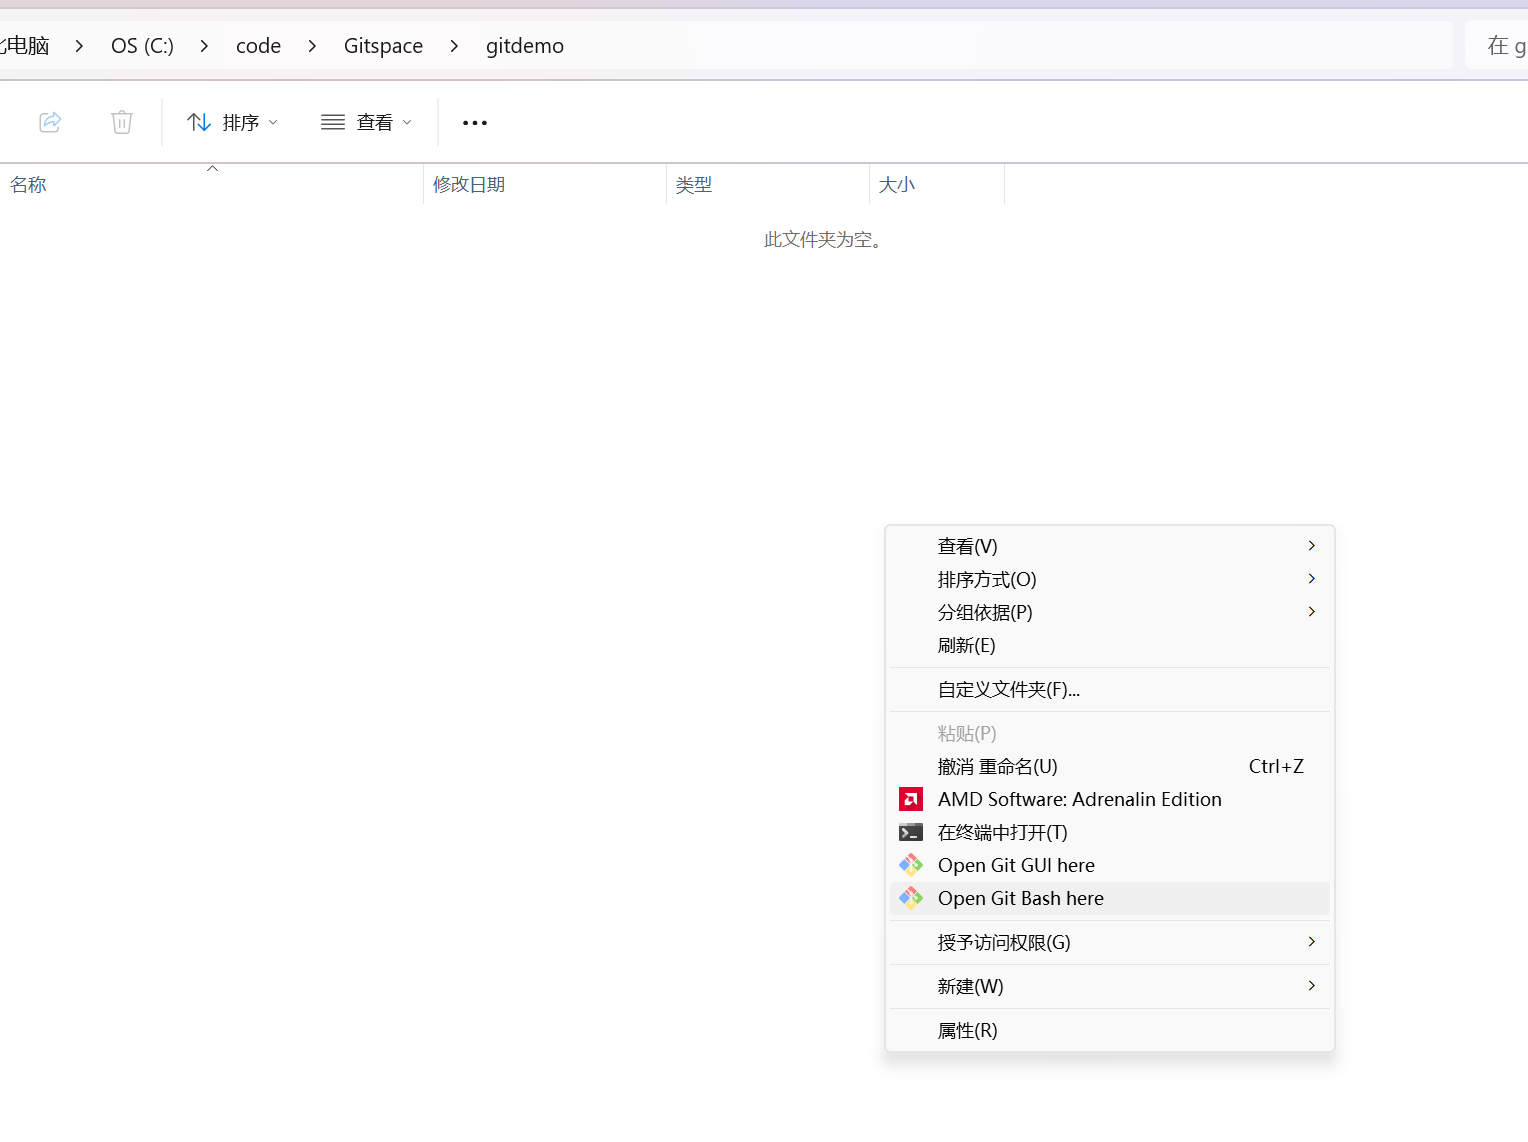 电脑 > OS (C:) > code > Gitspace > gitdemo
在 g
排序 查看 •••
名称 修改日期 类型 大小
此文件夹为空。
查看(V)
排序方式(O)
分组依据(P)
刷新(E)
自定义文件夹(F)...
粘贴(P)
撤消 重命名(U) Ctrl+Z
AMD Software: Adrenalin Edition
在终端中打开(T)
Open Git GUI here
Open Git Bash here
授予访问权限(G)
新建(W)
属性(R)